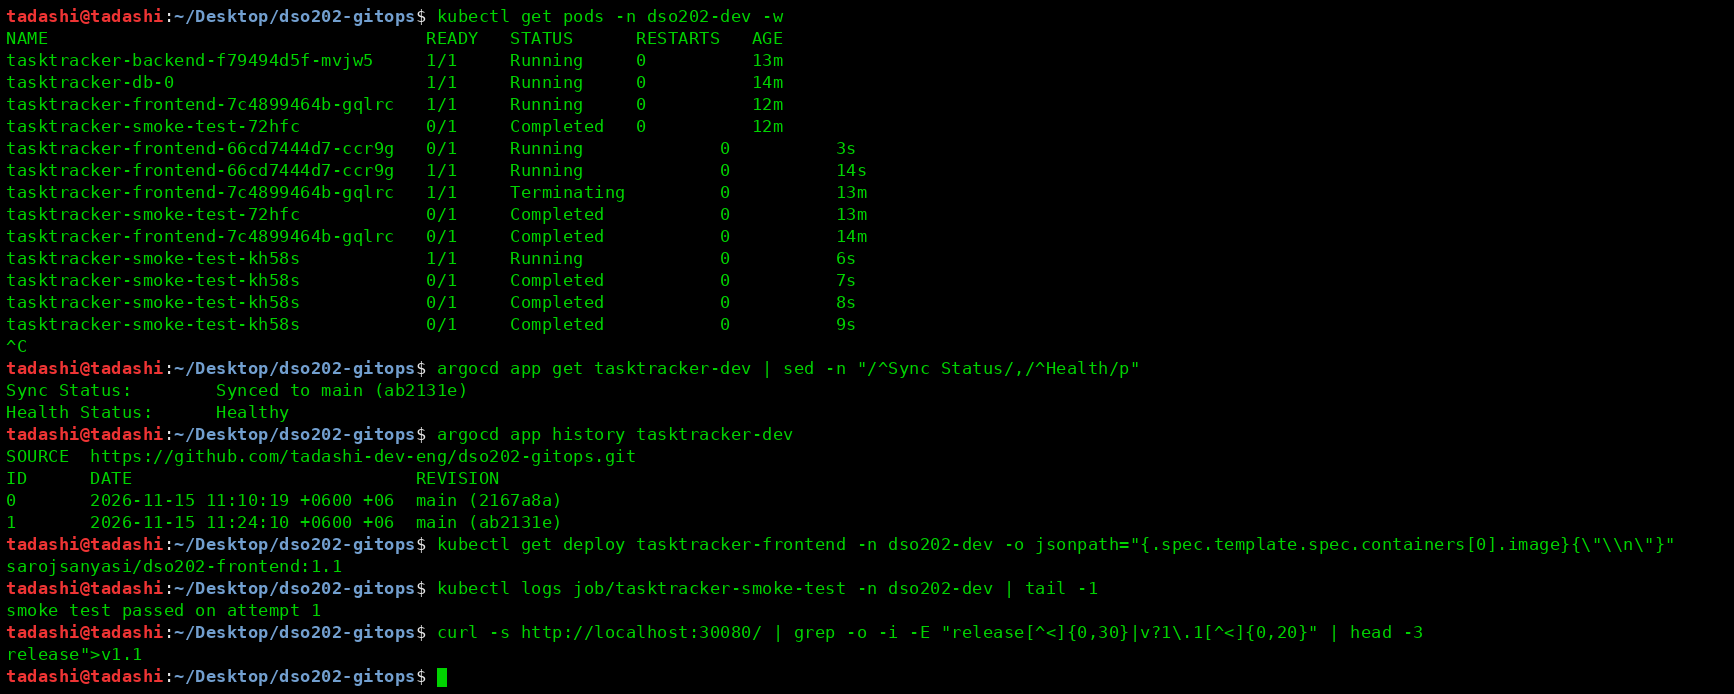 tadashi@tadashi:~/Desktop/dso202-gitops$ kubectl get pods -n dso202-dev -w
NAME                                    READY   STATUS      RESTARTS   AGE
tasktracker-backend-f79494d5f-mvjw5     1/1     Running     0          13m
tasktracker-db-0                        1/1     Running     0          14m
tasktracker-frontend-7c4899464b-gqlrc   1/1     Running     0          12m
tasktracker-smoke-test-72hfc            0/1     Completed   0          12m
tasktracker-frontend-66cd7444d7-ccr9g   0/1     Running             0          3s
tasktracker-frontend-66cd7444d7-ccr9g   1/1     Running             0          14s
tasktracker-frontend-7c4899464b-gqlrc   1/1     Terminating         0          13m
tasktracker-smoke-test-72hfc            0/1     Completed           0          13m
tasktracker-frontend-7c4899464b-gqlrc   0/1     Completed           0          14m
tasktracker-smoke-test-kh58s            1/1     Running             0          6s
tasktracker-smoke-test-kh58s            0/1     Completed           0          7s
tasktracker-smoke-test-kh58s            0/1     Completed           0          8s
tasktracker-smoke-test-kh58s            0/1     Completed           0          9s
^C
tadashi@tadashi:~/Desktop/dso202-gitops$ argocd app get tasktracker-dev | sed -n "/^Sync Status/,/^Health/p"
Sync Status:        Synced to main (ab2131e)
Health Status:      Healthy
tadashi@tadashi:~/Desktop/dso202-gitops$ argocd app history tasktracker-dev
SOURCE  https://github.com/tadashi-dev-eng/dso202-gitops.git
ID      DATE                           REVISION
0       2026-11-15 11:10:19 +0600 +06  main (2167a8a)
1       2026-11-15 11:24:10 +0600 +06  main (ab2131e)
tadashi@tadashi:~/Desktop/dso202-gitops$ kubectl get deploy tasktracker-frontend -n dso202-dev -o jsonpath="{.spec.template.spec.containers[0].image}{\"\\n\"}"
sarojsanyasi/dso202-frontend:1.1
tadashi@tadashi:~/Desktop/dso202-gitops$ kubectl logs job/tasktracker-smoke-test -n dso202-dev | tail -1
smoke test passed on attempt 1
tadashi@tadashi:~/Desktop/dso202-gitops$ curl -s http://localhost:30080/ | grep -o -i -E "release[^<]{0,30}|v?1\.1[^<]{0,20}" | head -3
release">v1.1
tadashi@tadashi:~/Desktop/dso202-gitops$